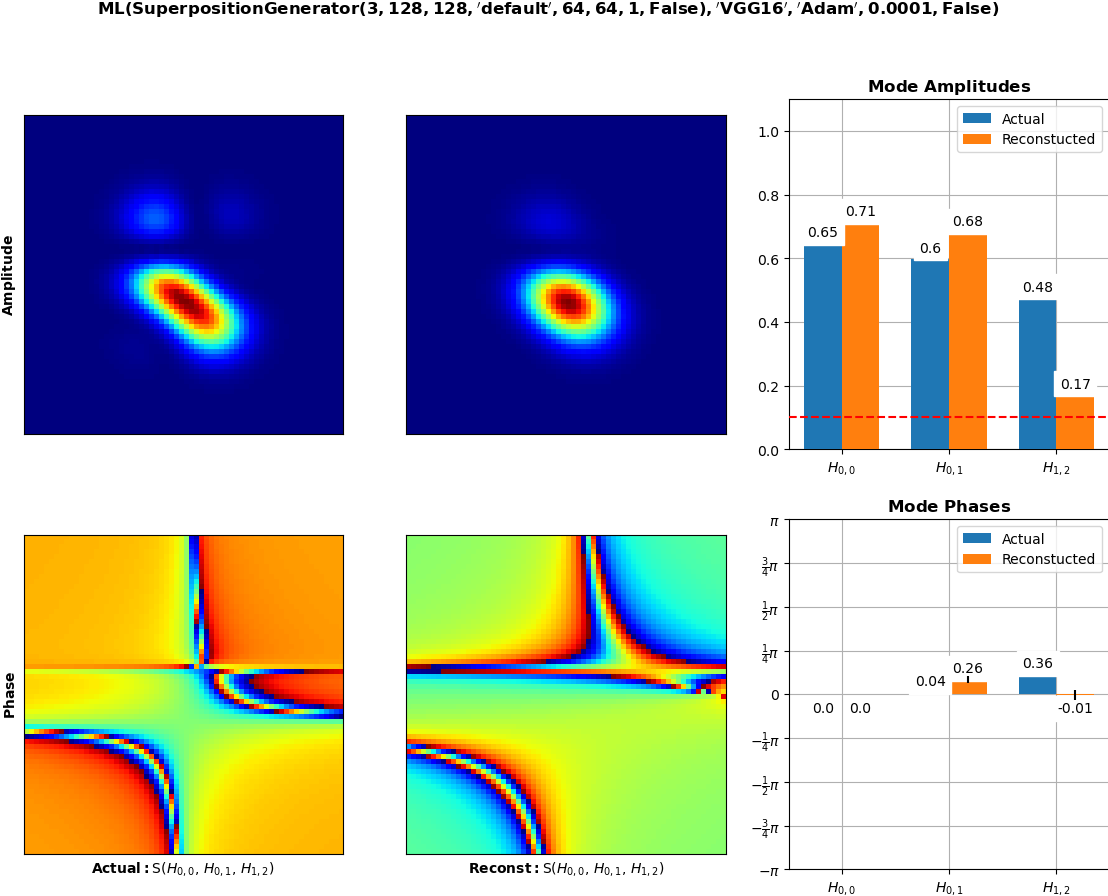 ML(SuperpositionGenerator(3, 128, 128, 'default', 64, 64, 1, False), 'VGG16', 'Adam', 0.0001, False)
Amplitude
Mode Amplitudes
Actual
Reconstucted
1.0
0.8
0.6
0.4
0.2
0.0
0.65
0.71
0.6
0.68
0.48
0.17
H0,0
H0,1
H1,2
Phase
Actual: S(H0,0, H0,1, H1,2)
Reconst: S(H0,0, H0,1, H1,2)
Mode Phases
Actual
Reconstucted
π
3/4π
1/2π
1/4π
0
−1/4π
−1/2π
−3/4π
−π
0.0
0.0
0.04
0.26
0.36
-0.01
H0,0
H0,1
H1,2